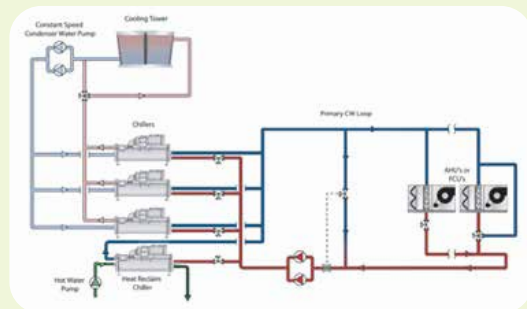 Constant Speed
Condenser Water Pump
Cooling Tower
Primary CW Loop
Chillers
AHU's or
FCU's
Hot Water
Pump
Heat Reclaim
Chiller